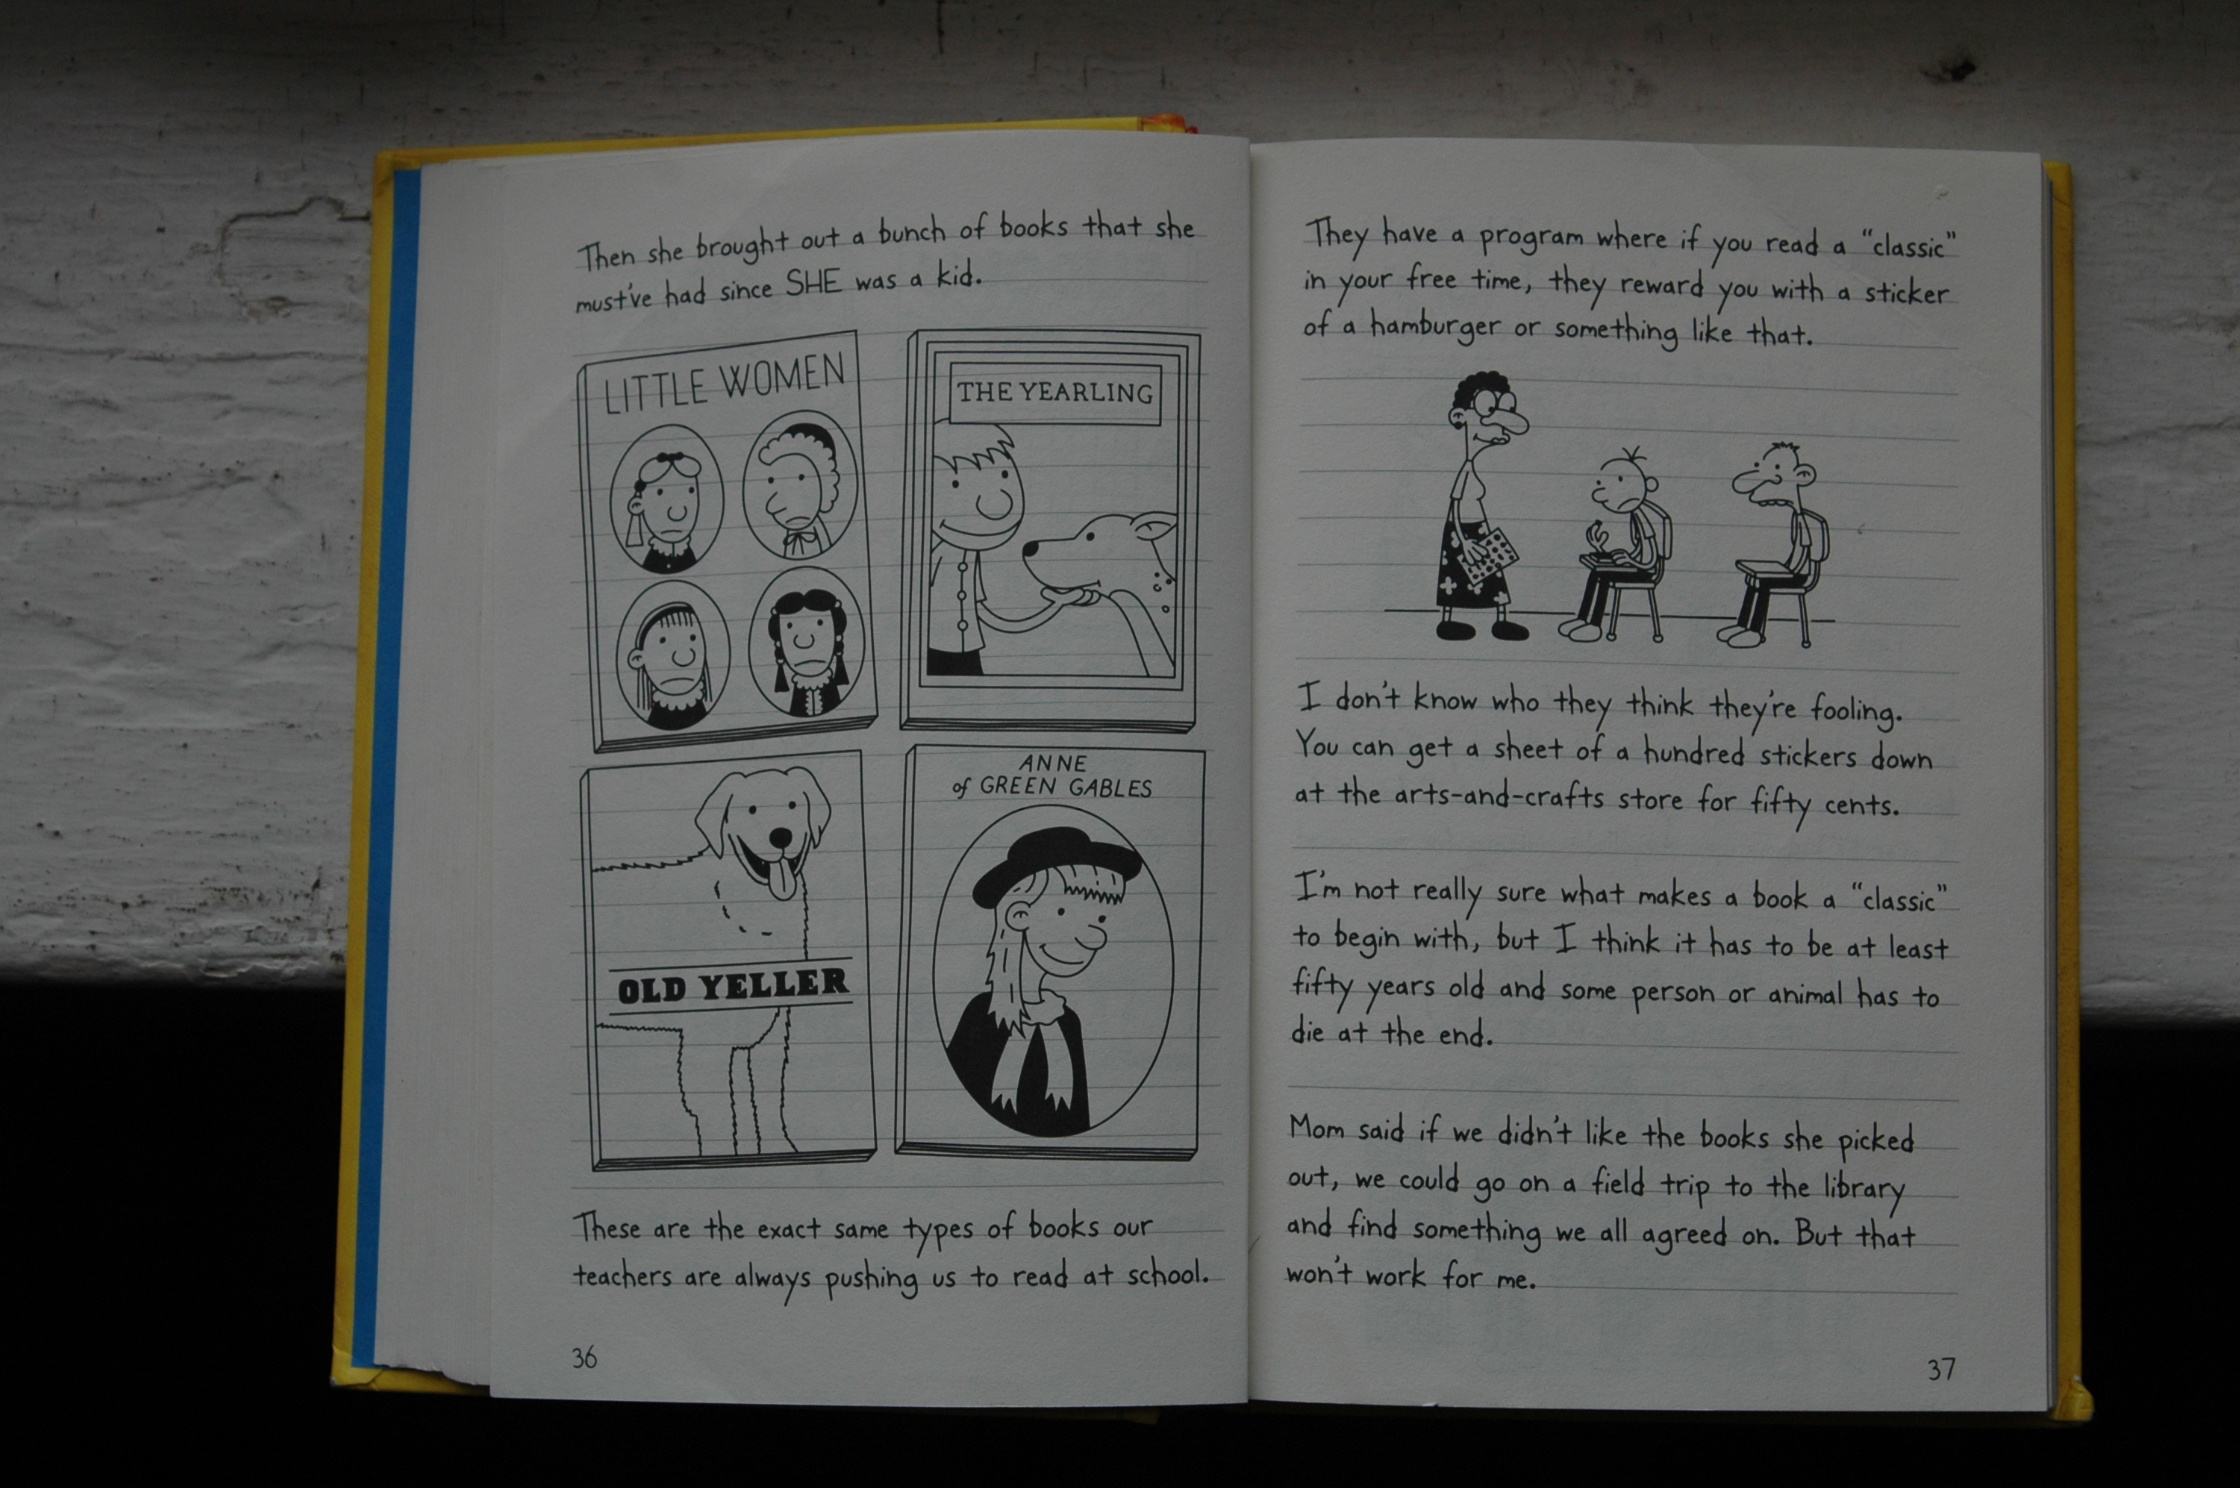 Then she brought out a bunch of books that she
must've had since SHE was a kid.
LITTLE WOMEN
THE YEARLING
OLD YELLER
ANNE
of GREEN GABLES
These are the exact same types of books our
teachers are always pushing us to read at school.
36
They have a program where if you read a “classic”
in your free time, they reward you with a sticker
of a hamburger or something like that.
I don't know who they think they're fooling.
You can get a sheet of a hundred stickers down
at the arts-and-crafts store for fifty cents.
I'm not really sure what makes a book a “classic”
to begin with, but I think it has to be at least
fifty years old and some person or animal has to
die at the end.
Mom said if we didn't like the books she picked
out, we could go on a field trip to the library
and find something we all agreed on. But that
won't work for me.
37